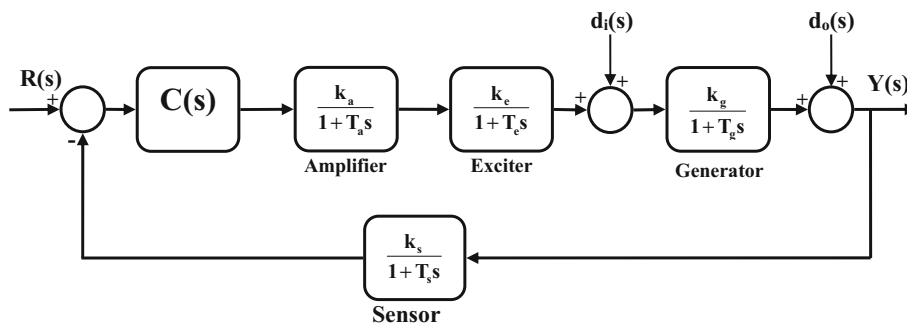 dᵢ(s)
dₒ(s)
R(s)
Y(s)
+
-
C(s)
kₐ
1 + Tₐs
Amplifier
kₑ
1 + Tₑs
Exciter
+
+
k_g
1 + T_gs
Generator
+
+
kₛ
1 + Tₛs
Sensor